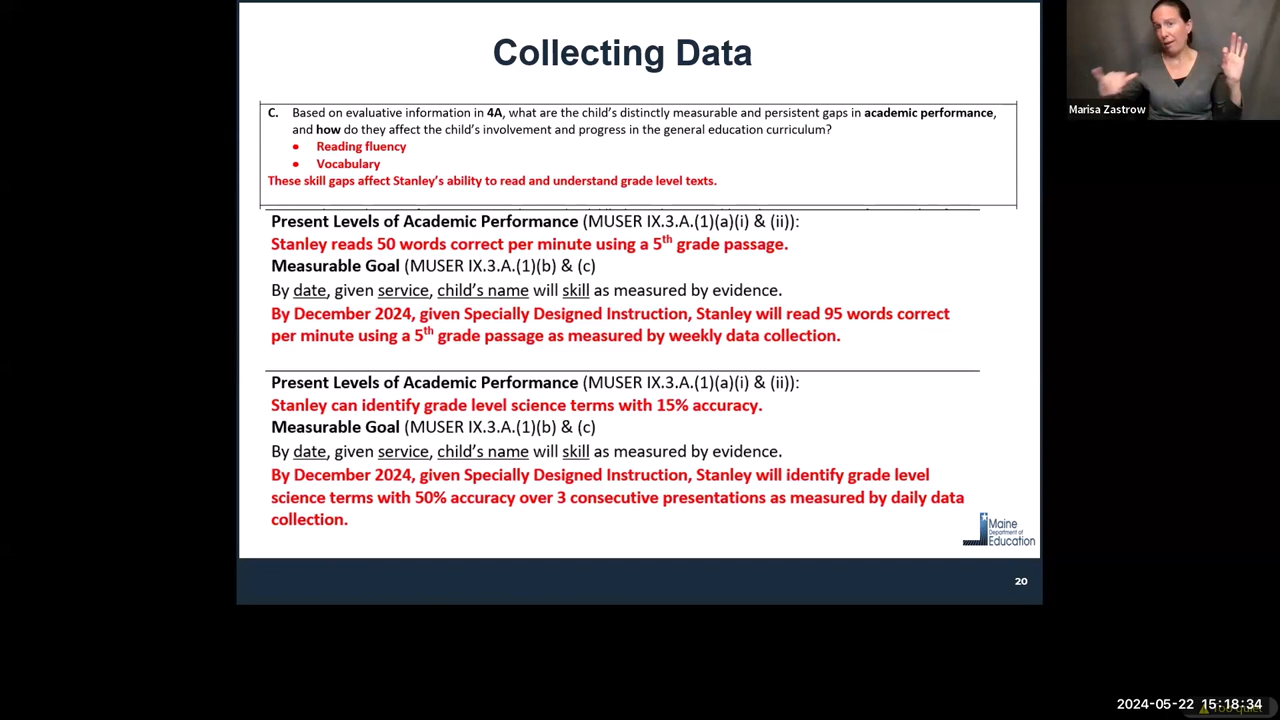 Collecting Data
Marisa Zastrow
C. Based on evaluative information in 4A, what are the child's distinctly measurable and persistent gaps in academic performance,
and how do they affect the child's involvement and progress in the general education curriculum?
• Reading fluency
• Vocabulary
These skill gaps affect Stanley's ability to read and understand grade level texts.
Present Levels of Academic Performance (MUSER IX.3.A.(1)(a)(i) & (ii)):
Stanley reads 50 words correct per minute using a 5th grade passage.
Measurable Goal (MUSER IX.3.A.(1)(b) & (c)
By date, given service, child's name will skill as measured by evidence.
By December 2024, given Specially Designed Instruction, Stanley will read 95 words correct
per minute using a 5th grade passage as measured by weekly data collection.
Present Levels of Academic Performance (MUSER IX.3.A.(1)(a)(i) & (ii)):
Stanley can identify grade level science terms with 15% accuracy.
Measurable Goal (MUSER IX.3.A.(1)(b) & (c)
By date, given service, child's name will skill as measured by evidence.
By December 2024, given Specially Designed Instruction, Stanley will identify grade level
science terms with 50% accuracy over 3 consecutive presentations as measured by daily data
collection.
Maine
Department of
Education
20
2024-05-22 15:18:34